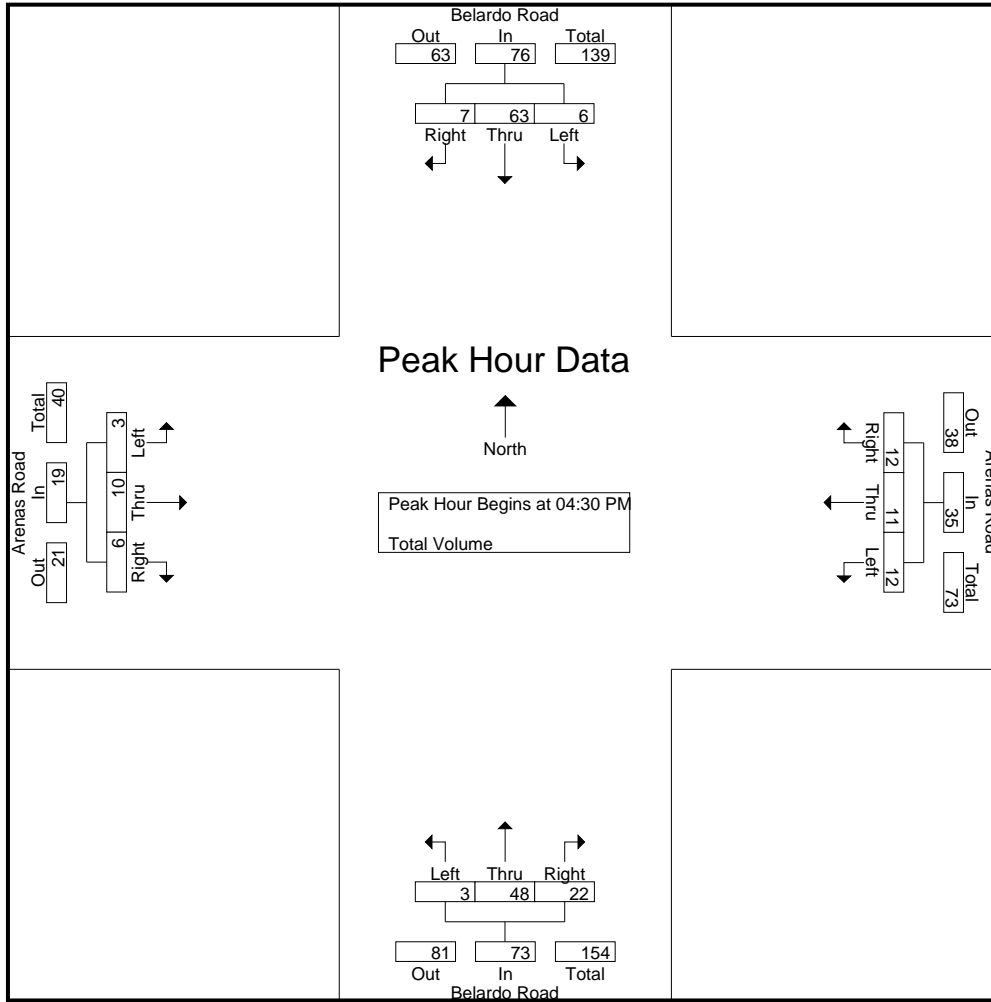 Belardo Road
Out In Total
63 76 139
7 63 6
Right Thru Left
Peak Hour Data
North
Peak Hour Begins at 04:30 PM
Total Volume
Arenas Road
Out In Total
21 19 40
3 10 6
Left Thru Right
Arenas Road
Out In Total
38 35 73
12 11 12
Right Thru Left
Left Thru Right
3 48 22
81 73 154
Out In Total
Belardo Road